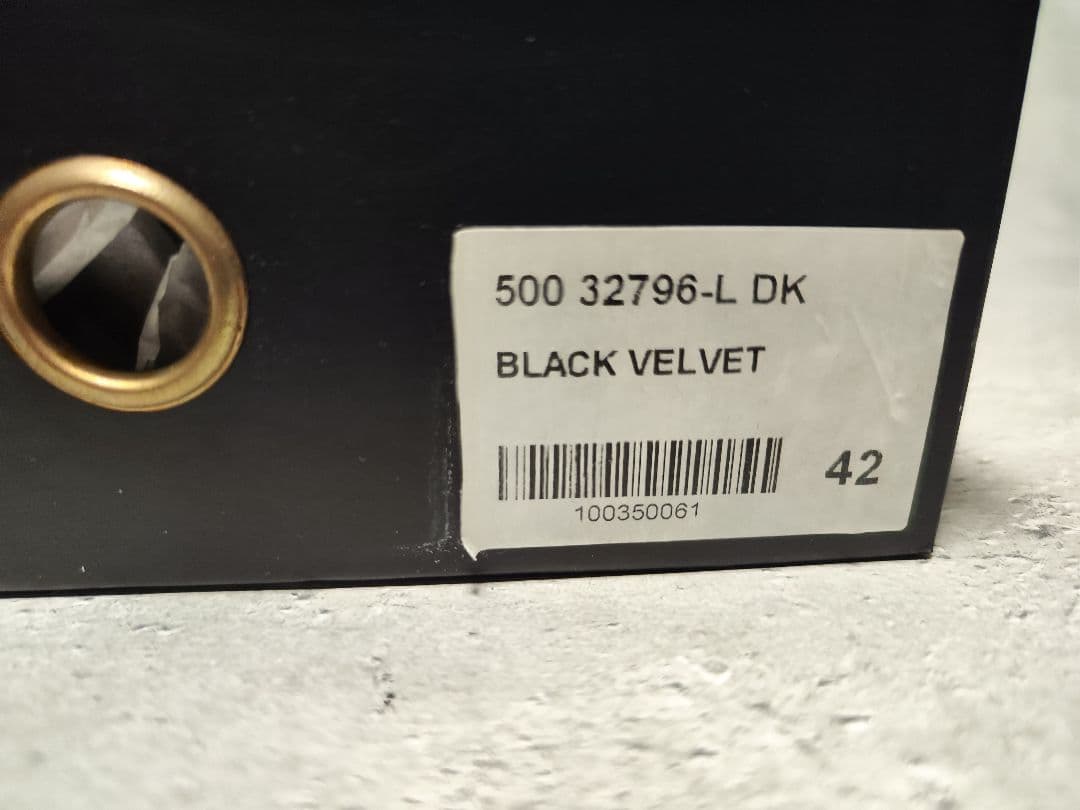 500 32796-L DK
BLACK VELVET
42
100350061